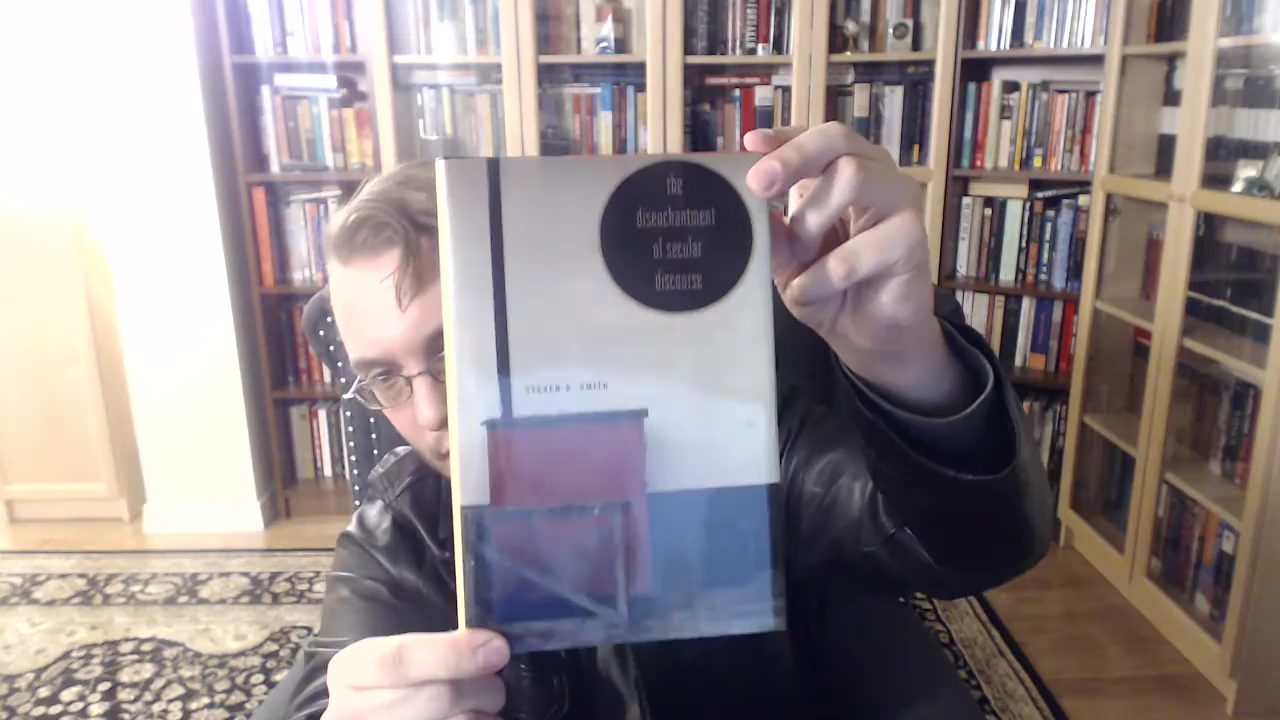 the
disenchantment
of secular
discourse
STEVEN D. SMITH